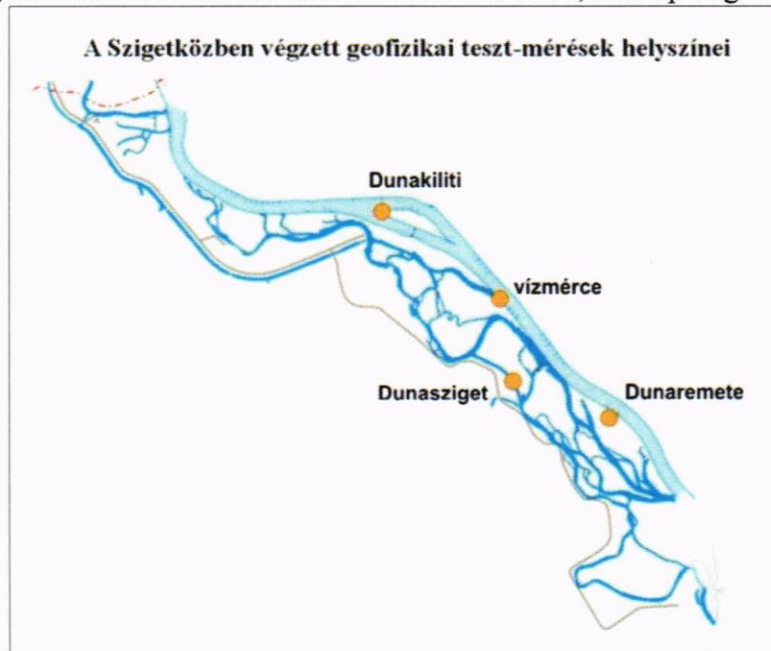 A Szigetközben végzett geofizikai teszt-mérések helyszínei
Dunakiliti
vízmérce
Dunasziget
Dunaremete